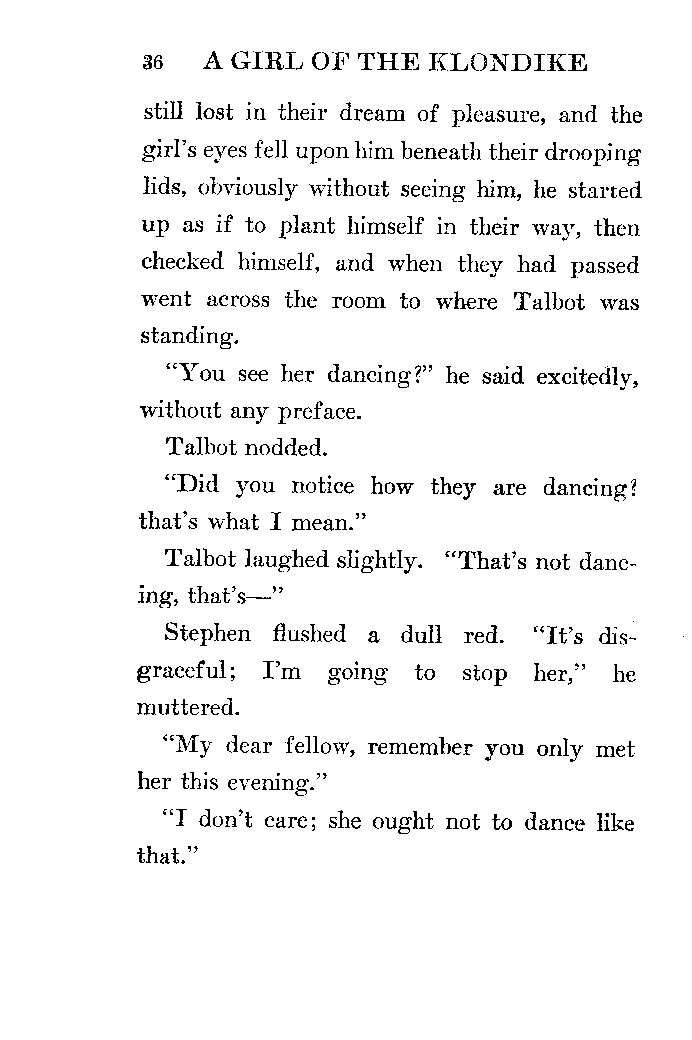 36 A GIRL OF THE KLONDIKE
still lost in their dream of pleasure, and the
girl's eyes fell upon him beneath their drooping
lids, obviously without seeing him, he started
up as if to plant himself in their way, then
checked himself, and when they had passed
went across the room to where Talbot was
standing.
“You see her dancing?” he said excitedly,
without any preface.
Talbot nodded.
“Did you notice how they are dancing?
that's what I mean.”
Talbot laughed slightly. “That's not danc-
ing, that's—”
Stephen flushed a dull red. “It's dis-
graceful; I'm going to stop her,” he
muttered.
“My dear fellow, remember you only met
her this evening.”
“I don't care; she ought not to dance like
that.”